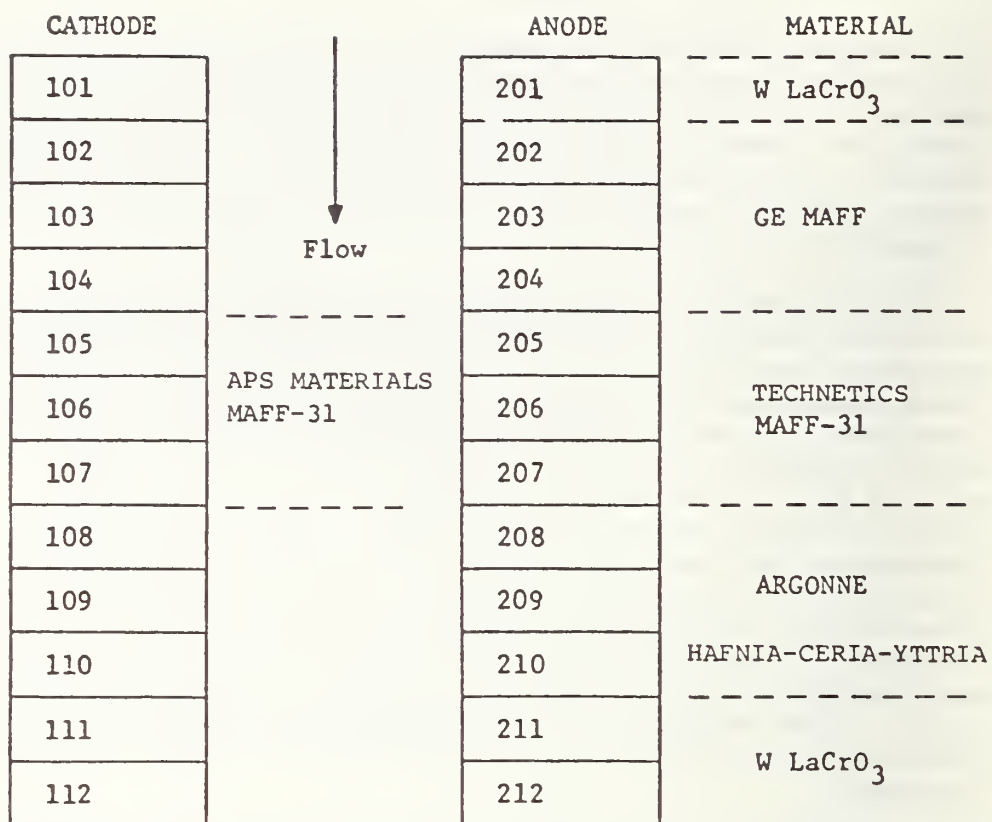 CATHODE ANODE MATERIAL
101 201 W LaCrO3
102 202
103 203 GE MAFF
Flow
104 204
105 205
APS MATERIALS TECHNETICS
106 206
MAFF-31 MAFF-31
107 207
108 208
ARGONNE
109 209
110 210 HAFNIA-CERIA-YTTRIA
111 211
W LaCrO3
112 212